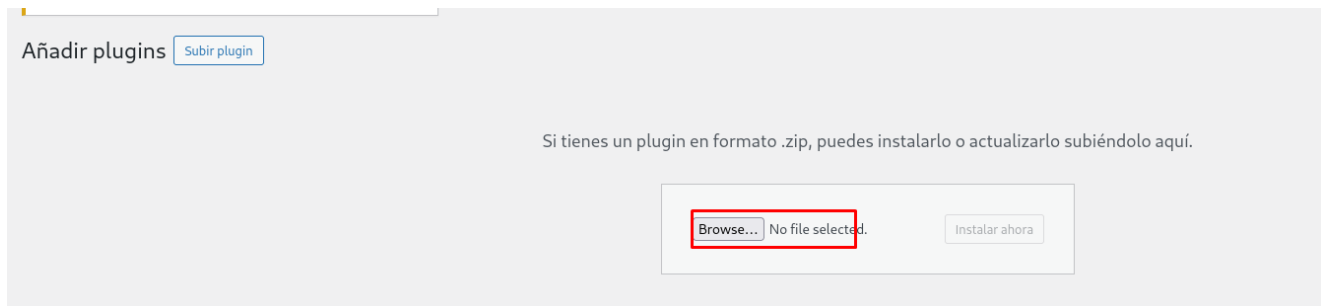 Añadir plugins Subir plugin
Si tienes un plugin en formato .zip, puedes instalarlo o actualizarlo subiéndolo aquí.
Browse... No file selected. Instalar ahora